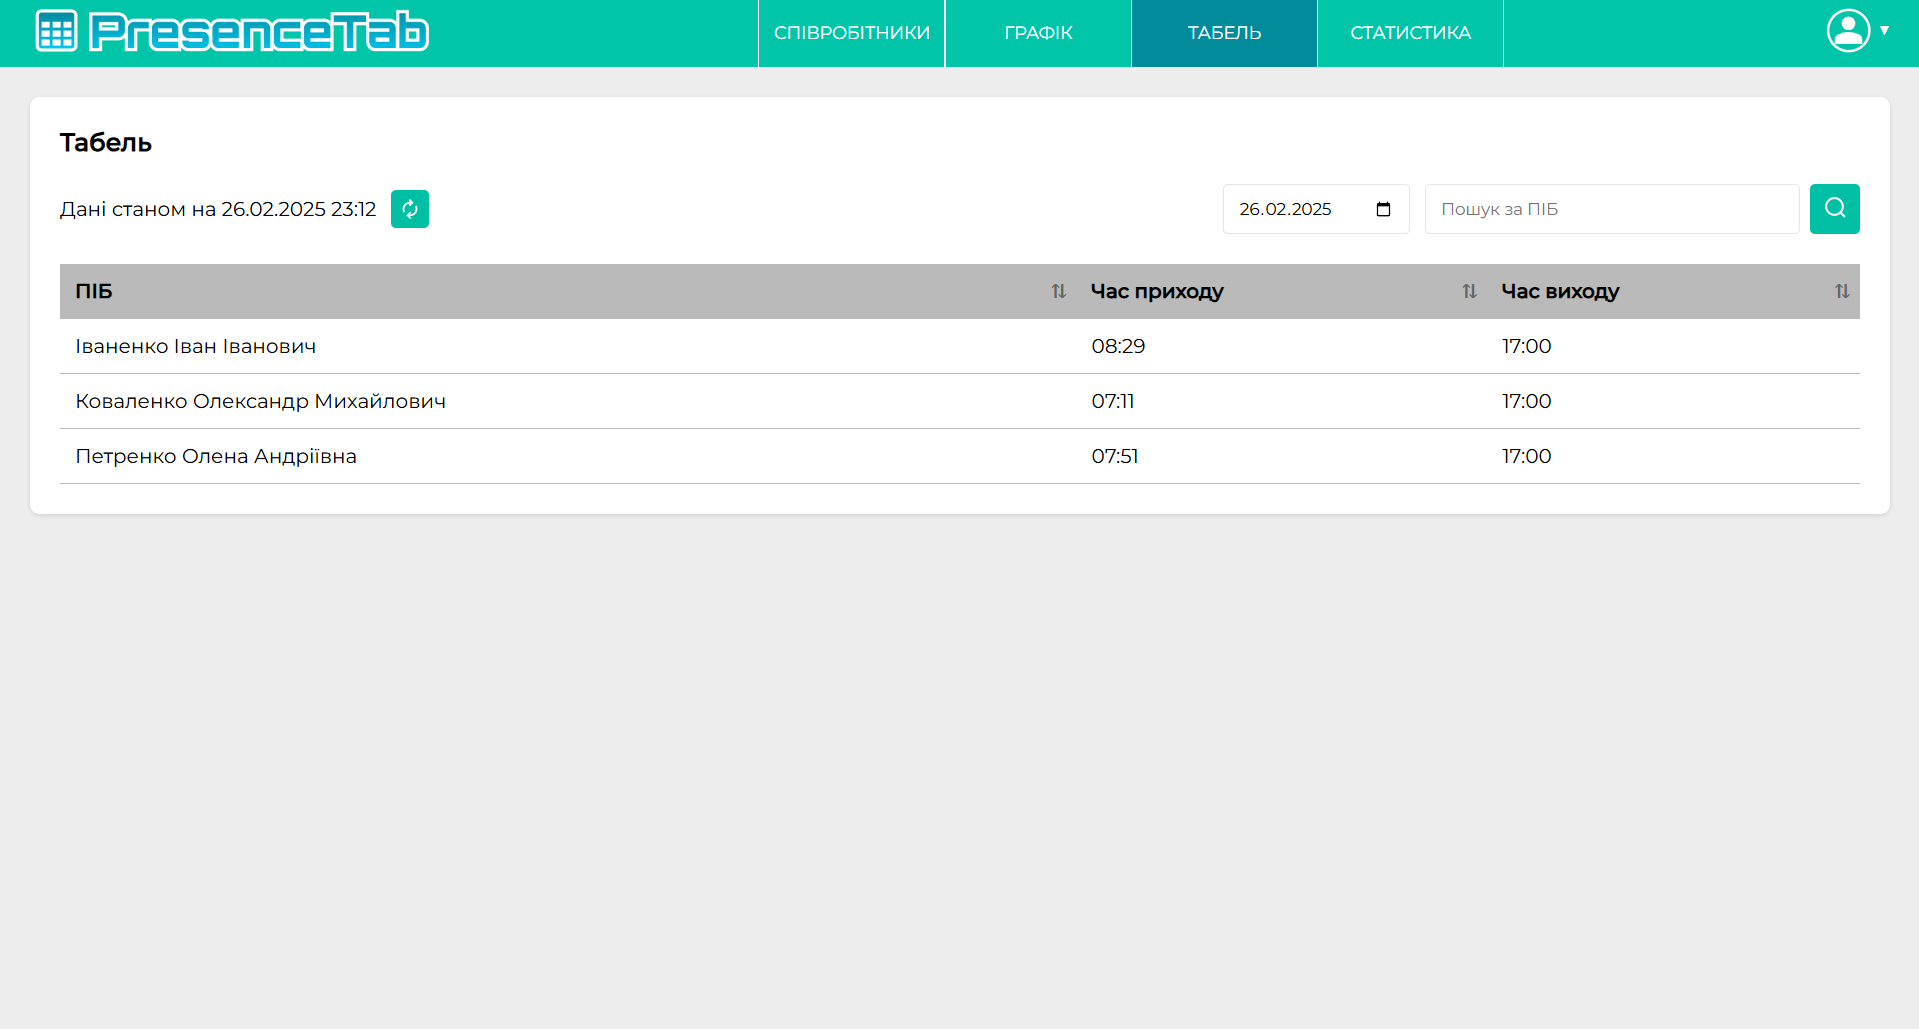 PresenceTab
СПІВРОБІТНИКИ
ГРАФІК
ТАБЕЛЬ
СТАТИСТИКА
Табель
Дані станом на 26.02.2025 23:12
26.02.2025
Пошук за ПІБ
ПІБ Час приходу Час виходу
Іваненко Іван Іванович 08:29 17:00
Коваленко Олександр Михайлович 07:11 17:00
Петренко Олена Андріївна 07:51 17:00